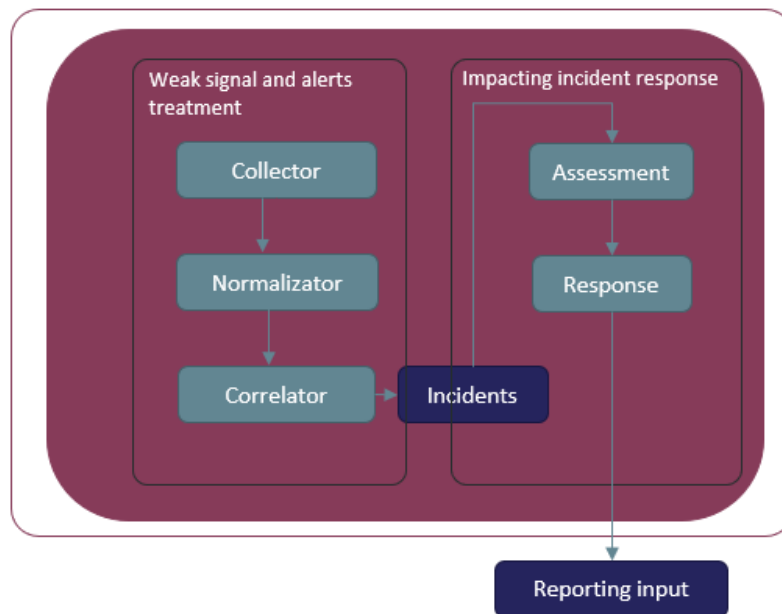 Weak signal and alerts
treatment
Collector
Normalizator
Correlator
Incidents
Impacting incident response
Assessment
Response
Reporting input